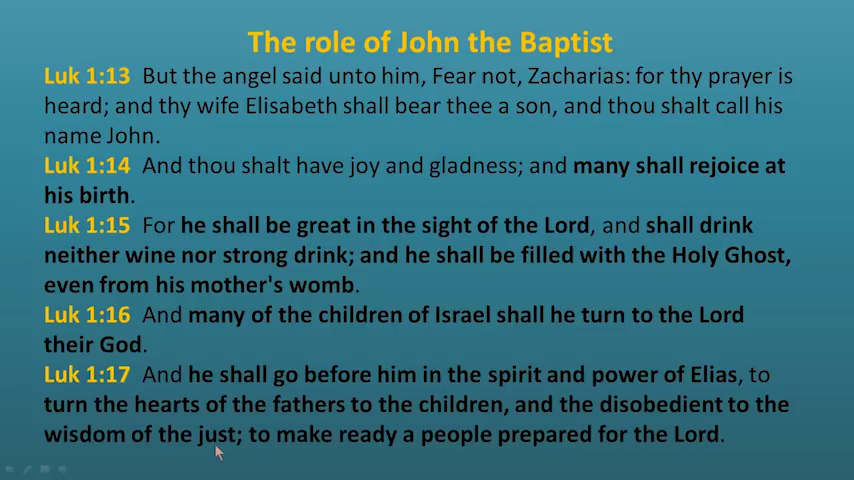 The role of John the Baptist
Luk 1:13 But the angel said unto him, Fear not, Zacharias: for thy prayer is
heard; and thy wife Elisabeth shall bear thee a son, and thou shalt call his
name John.
Luk 1:14 And thou shalt have joy and gladness; and many shall rejoice at
his birth.
Luk 1:15 For he shall be great in the sight of the Lord, and shall drink
neither wine nor strong drink; and he shall be filled with the Holy Ghost,
even from his mother's womb.
Luk 1:16 And many of the children of Israel shall he turn to the Lord
their God.
Luk 1:17 And he shall go before him in the spirit and power of Elias, to
turn the hearts of the fathers to the children, and the disobedient to the
wisdom of the just; to make ready a people prepared for the Lord.